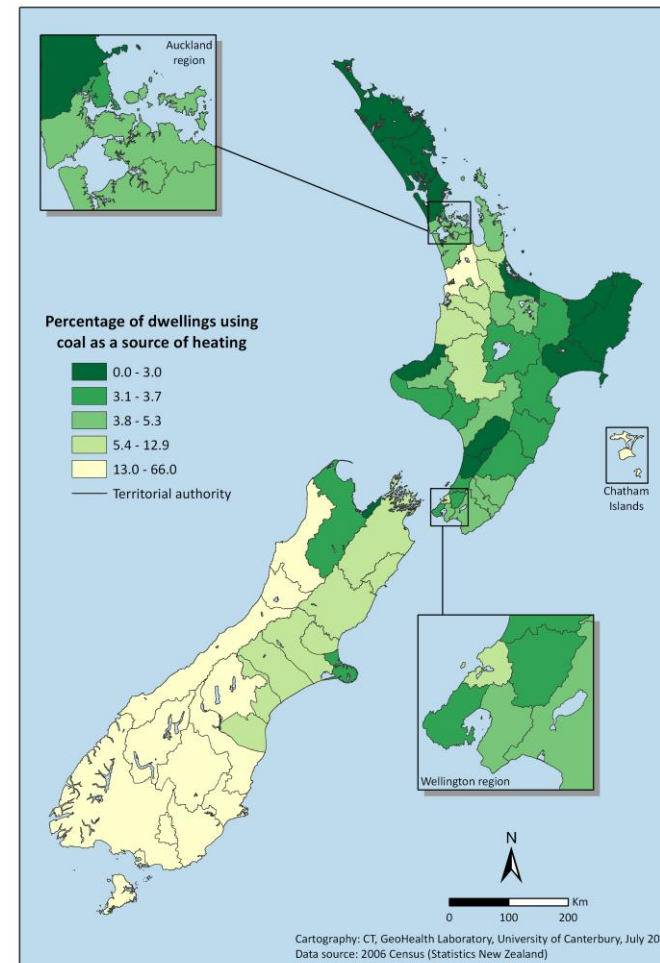 Auckland
region
Percentage of dwellings using
coal as a source of heating
0.0 - 3.0
3.1 - 3.7
3.8 - 5.3
5.4 - 12.9
13.0 - 66.0
Territorial authority
Chatham
Islands
Wellington region
N
Km
0 100 200
Cartography: CT, GeoHealth Laboratory, University of Canterbury, July 20
Data source: 2006 Census (Statistics New Zealand)